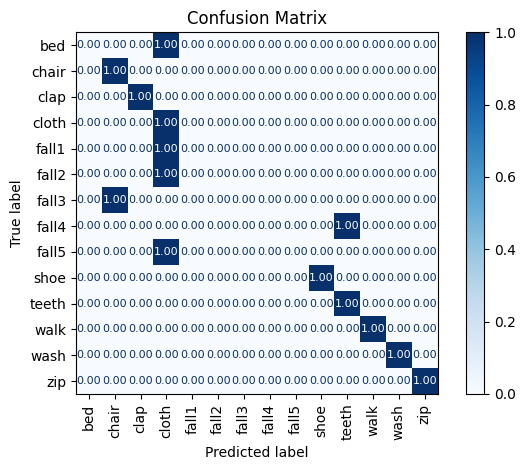 Confusion Matrix
bed 0.00 0.00 0.00 1.00 0.00 0.00 0.00 0.00 0.00 0.00 0.00 0.00 0.00 0.00
chair 0.00 1.00 0.00 0.00 0.00 0.00 0.00 0.00 0.00 0.00 0.00 0.00 0.00 0.00
clap 0.00 0.00 1.00 0.00 0.00 0.00 0.00 0.00 0.00 0.00 0.00 0.00 0.00 0.00
cloth 0.00 0.00 0.00 1.00 0.00 0.00 0.00 0.00 0.00 0.00 0.00 0.00 0.00 0.00
fall1 0.00 0.00 0.00 1.00 0.00 0.00 0.00 0.00 0.00 0.00 0.00 0.00 0.00 0.00
fall2 0.00 0.00 0.00 1.00 0.00 0.00 0.00 0.00 0.00 0.00 0.00 0.00 0.00 0.00
fall3 0.00 1.00 0.00 0.00 0.00 0.00 0.00 0.00 0.00 0.00 0.00 0.00 0.00 0.00
fall4 0.00 0.00 0.00 0.00 0.00 0.00 0.00 0.00 0.00 0.00 1.00 0.00 0.00 0.00
fall5 0.00 0.00 0.00 1.00 0.00 0.00 0.00 0.00 0.00 0.00 0.00 0.00 0.00 0.00
shoe 0.00 0.00 0.00 0.00 0.00 0.00 0.00 0.00 0.00 1.00 0.00 0.00 0.00 0.00
teeth 0.00 0.00 0.00 0.00 0.00 0.00 0.00 0.00 0.00 0.00 1.00 0.00 0.00 0.00
walk 0.00 0.00 0.00 0.00 0.00 0.00 0.00 0.00 0.00 0.00 0.00 1.00 0.00 0.00
wash 0.00 0.00 0.00 0.00 0.00 0.00 0.00 0.00 0.00 0.00 0.00 0.00 1.00 0.00
zip 0.00 0.00 0.00 0.00 0.00 0.00 0.00 0.00 0.00 0.00 0.00 0.00 0.00 1.00
True label
bed chair clap cloth fall1 fall2 fall3 fall4 fall5 shoe teeth walk wash zip
Predicted label
1.0
0.8
0.6
0.4
0.2
0.0